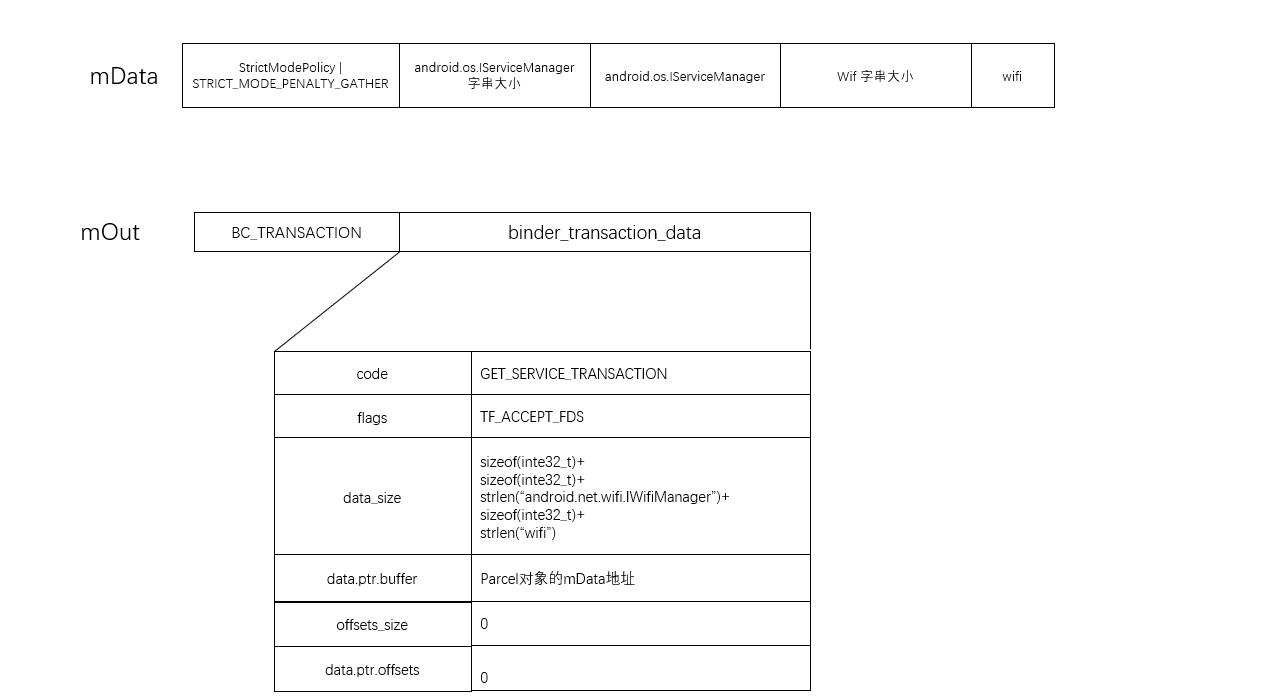 mData
StrictModePolicy |
STRICT_MODE_PENALTY_GATHER
android.os.IServiceManager
字串大小
android.os.IServiceManager
Wif 字串大小
wifi
mOut
BC_TRANSACTION
binder_transaction_data
code
GET_SERVICE_TRANSACTION
flags
TF_ACCEPT_FDS
data_size
sizeof(inte32_t)+
sizeof(inte32_t)+
strlen(“android.net.wifi.IWifiManager”)+
sizeof(inte32_t)+
strlen(“wifi”)
data.ptr.buffer
Parcel对象的mData地址
offsets_size
0
data.ptr.offsets
0